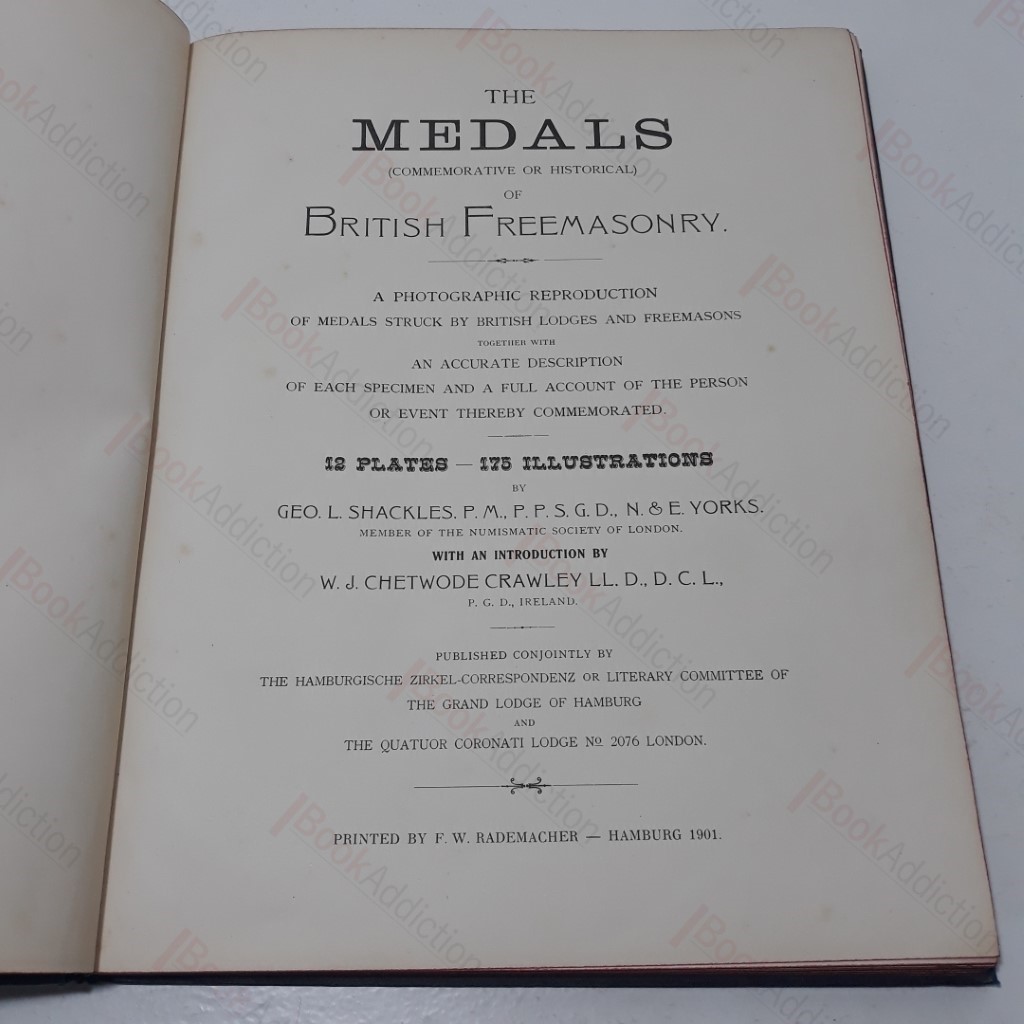 THE
MEDALS
(COMMEMORATIVE OR HISTORICAL)
OF
BRITISH FREEMASONRY.
A PHOTOGRAPHIC REPRODUCTION
OF MEDALS STRUCK BY BRITISH LODGES AND FREEMASONS
TOGETHER WITH
AN ACCURATE DESCRIPTION
OF EACH SPECIMEN AND A FULL ACCOUNT OF THE PERSON
OR EVENT THEREBY COMMEMORATED.
12 PLATES — 175 ILLUSTRATIONS
BY
GEO. L. SHACKLES. P. M., P. P. S. G. D., N. & E. YORKS.
MEMBER OF THE NUMISMATIC SOCIETY OF LONDON.
WITH AN INTRODUCTION BY
W. J. CHETWODE CRAWLEY LL. D., D. C. L.,
P. G. D., IRELAND.
PUBLISHED CONJOINTLY BY
THE HAMBURGISCHE ZIRKEL-CORRESPONDENZ OR LITERARY COMMITTEE OF
THE GRAND LODGE OF HAMBURG
AND
THE QUATUOR CORONATI LODGE Nº 2076 LONDON.
PRINTED BY F. W. RADEMACHER — HAMBURG 1901.
BookAddiction